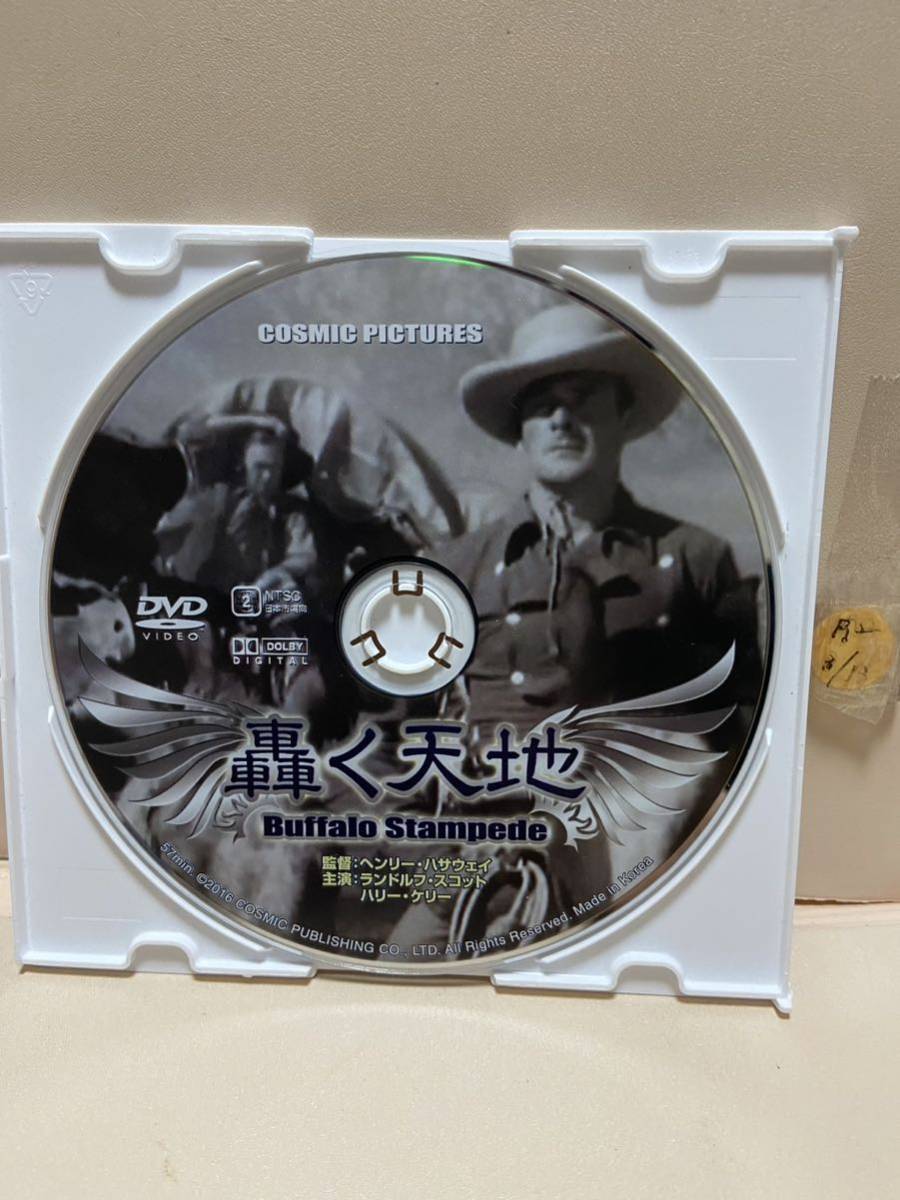 COSMIC PICTURES
DVD
VIDEO
2
NTSC
日本市場向
DOLBY
DIGITAL
轟く天地
Buffalo Stampede
監督:ヘンリー・ハサウェイ
主演:ランドルフ・スコット
ハリー・ケリー
57min. ©2016 COSMIC PUBLISHING CO., LTD. All Rights Reserved. Made in Korea